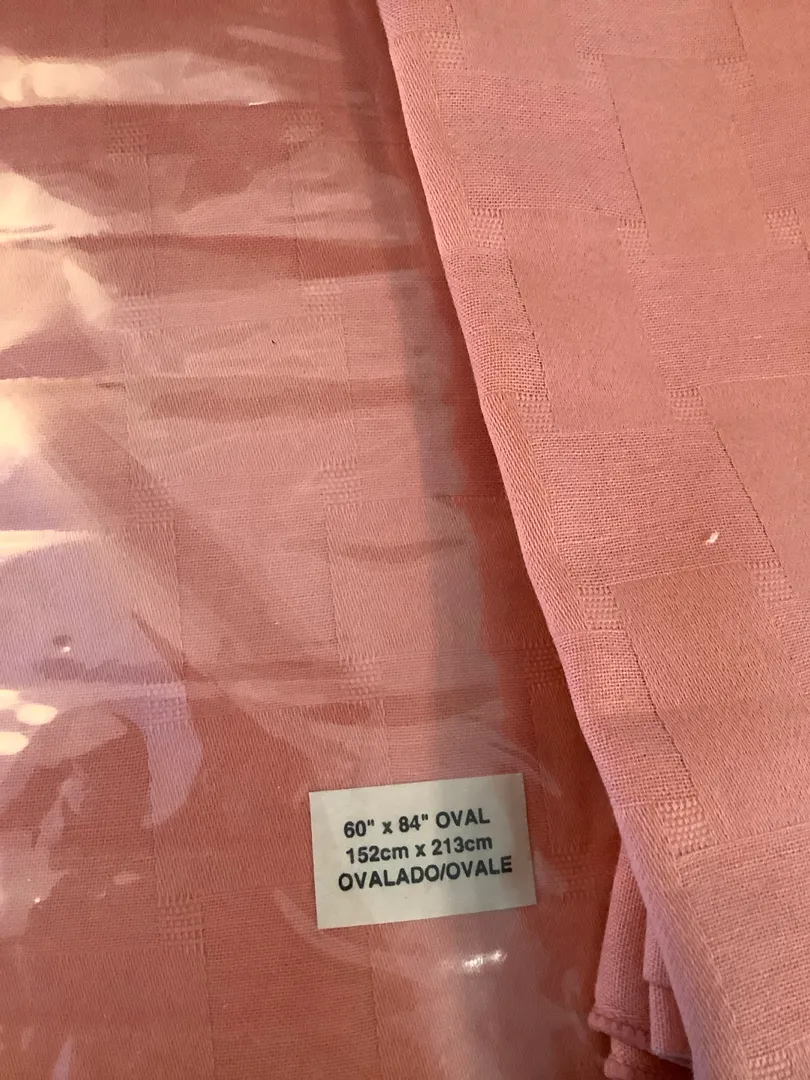 60" x 84" OVAL
152cm x 213cm
OVALADO/OVALE